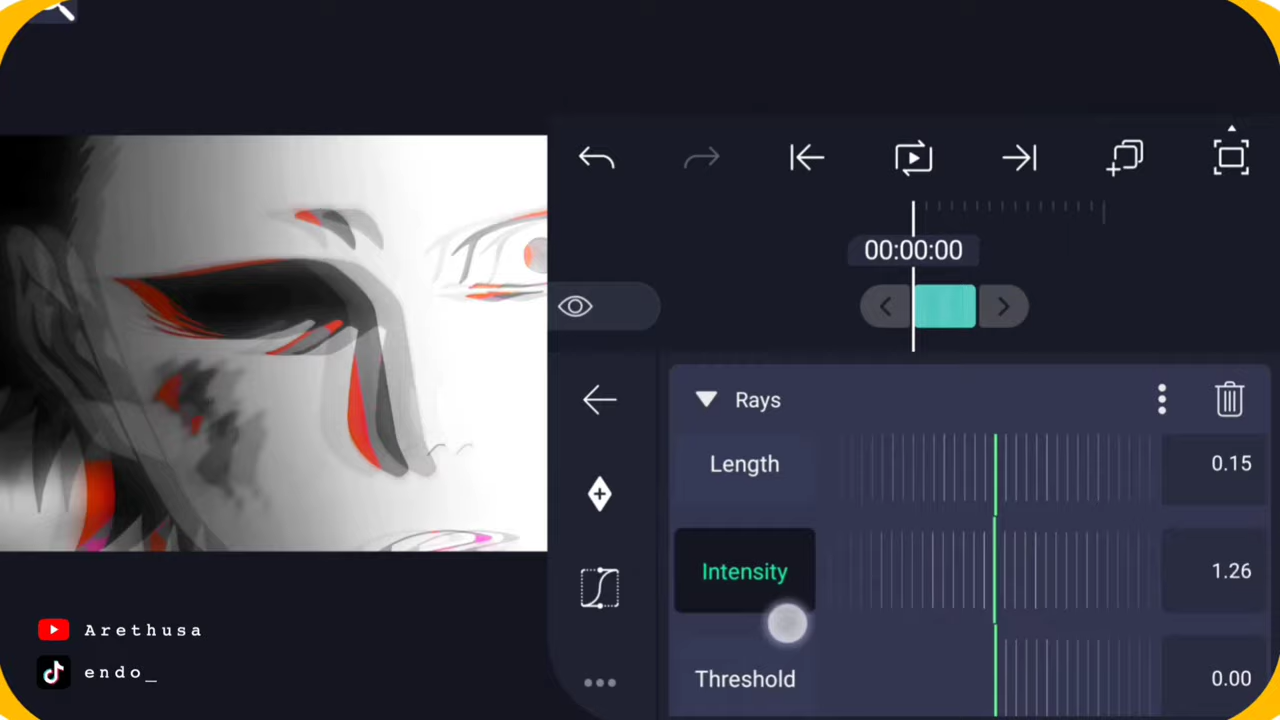 00:00:00
Rays
Length 0.15
Intensity 1.26
Threshold 0.00
Arethusa
endo_